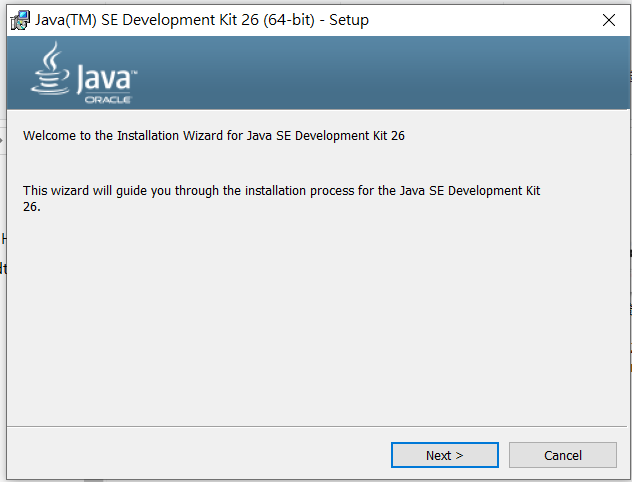 Java(TM) SE Development Kit 26 (64-bit) - Setup
Java™
ORACLE
Welcome to the Installation Wizard for Java SE Development Kit 26
This wizard will guide you through the installation process for the Java SE Development Kit
26.
Next >
Cancel